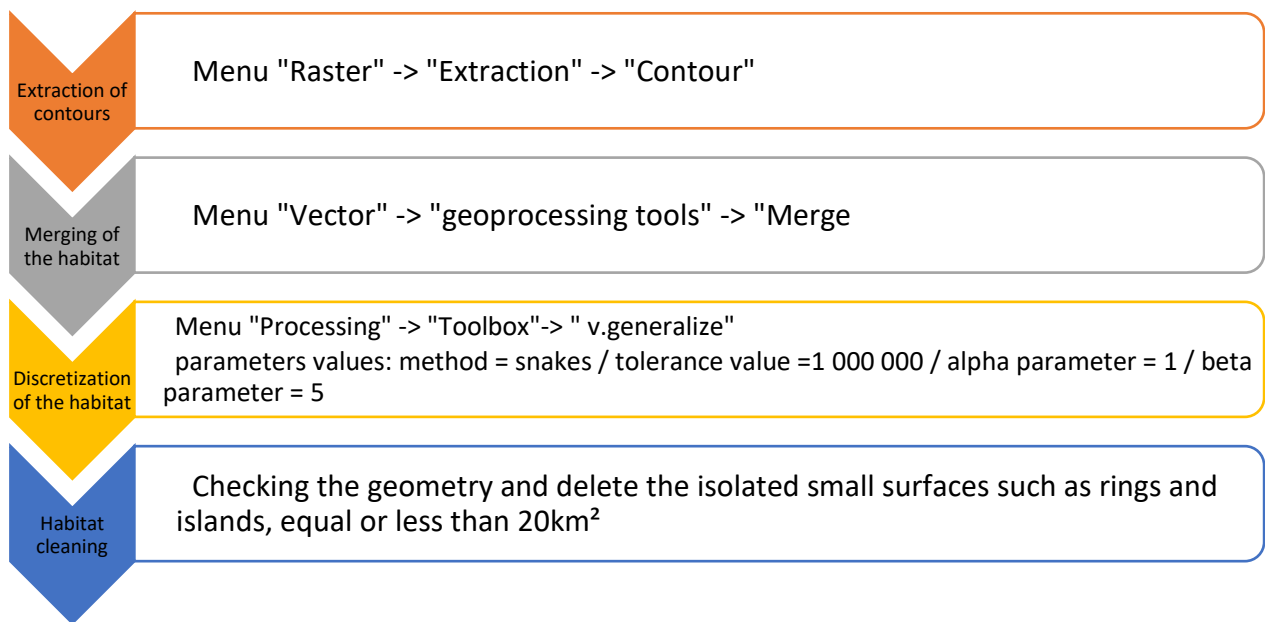 Extraction of
contours
Menu "Raster" -> "Extraction" -> "Contour"
Merging of
the habitat
Menu "Vector" -> "geoprocessing tools" -> "Merge
Discretization
of the habitat
Menu "Processing" -> "Toolbox"-> " v.generalize"
parameters values: method = snakes / tolerance value =1 000 000 / alpha parameter = 1 / beta
parameter = 5
Habitat
cleaning
Checking the geometry and delete the isolated small surfaces such as rings and
islands, equal or less than 20km²